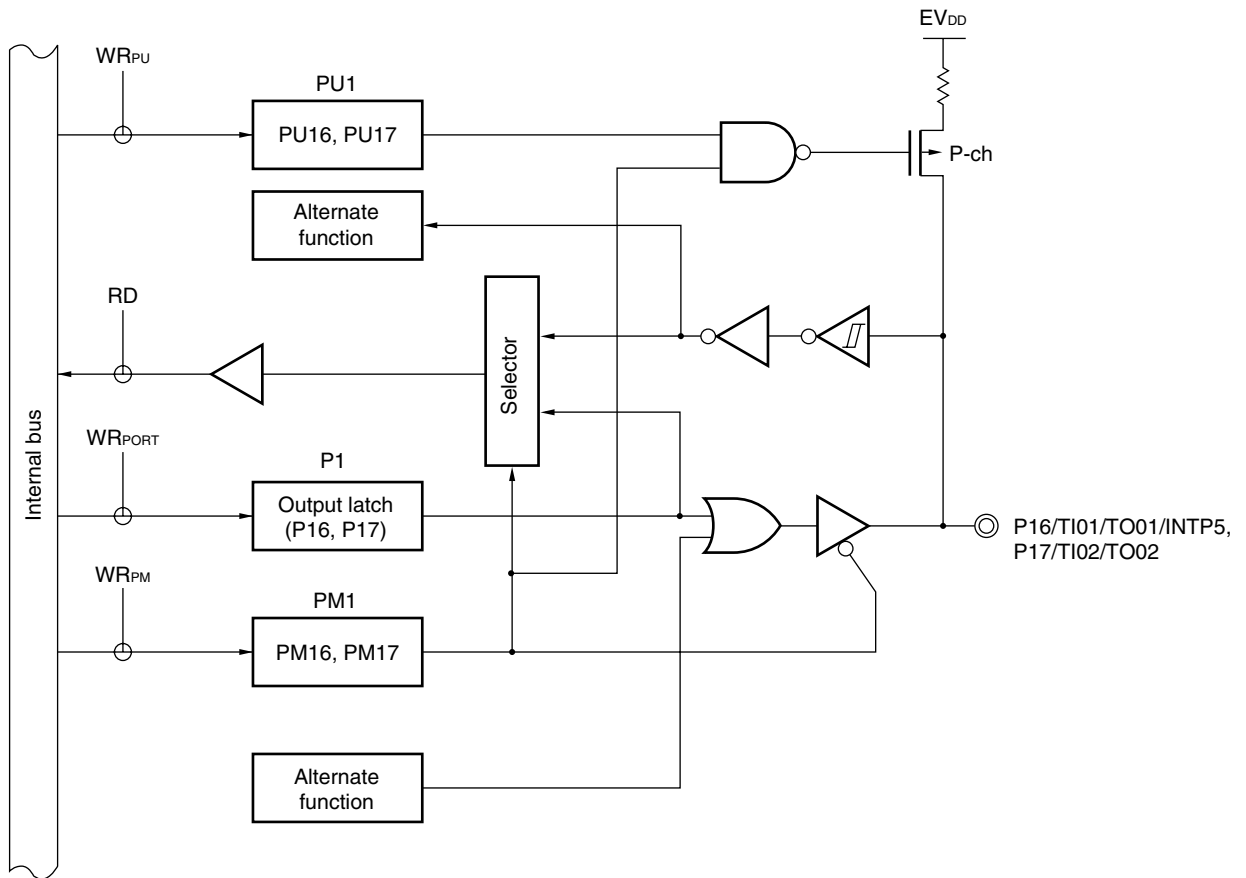 EVDD
WRPU
PU1
PU16, PU17
P-ch
Alternate
function
RD
Selector
Internal bus
WRPORT
P1
Output latch
(P16, P17)
P16/TI01/TO01/INTP5,
P17/TI02/TO02
WRPM
PM1
PM16, PM17
Alternate
function